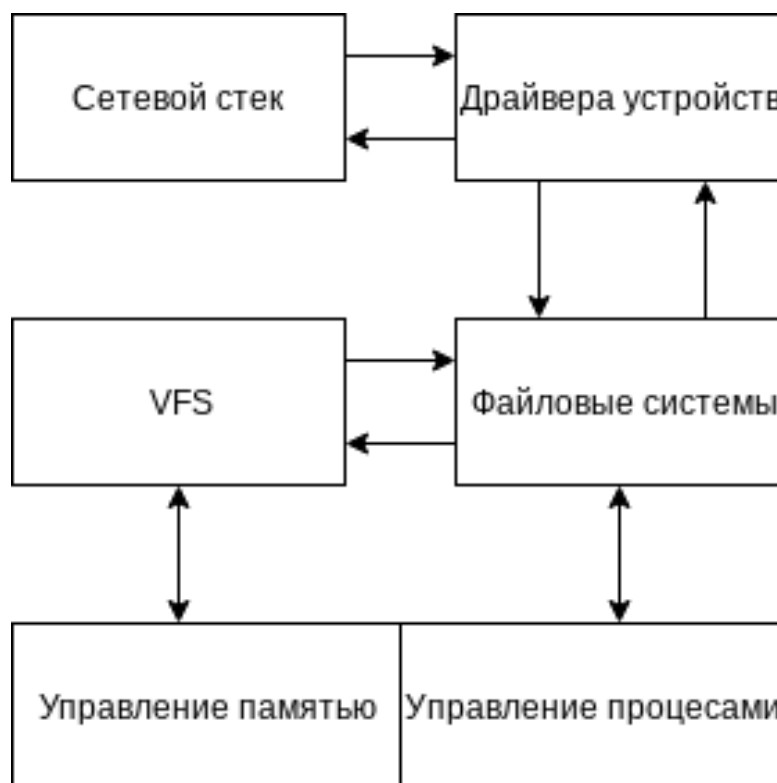 Сетевой стек
Драйвера устройств
VFS
Файловые системы
Управление памятью
Управление процесами